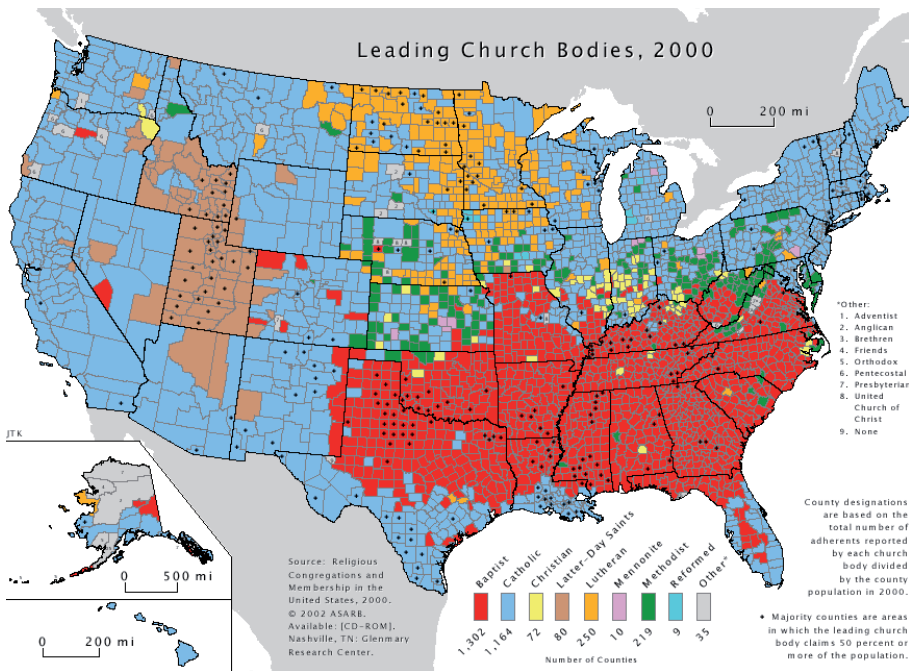 Leading Church Bodies, 2000
0 200 mi
*Other:
1. Adventist
2. Anglican
3. Brethren
4. Friends
5. Orthodox
6. Pentecostal
7. Presbyterian
8. United
Church of
Christ
9. None
JTK
County designations
are based on the
total number of
adherents reported
by each church
body divided
by the county
population in 2000.
• Majority counties are areas
in which the leading church
body claims 50 percent or
more of the population.
Source: Religious
Congregations and
Membership in the
United States, 2000.
© 2002 ASARB.
Available: [CD-ROM].
Nashville, TN: Glenmary
Research Center.
Baptist
Catholic
Christian
Latter-Day Saints
Lutheran
Mennonite
Methodist
Reformed
Other*
1,302
1,164
72
80
250
10
219
9
35
Number of Counties
0 500 mi
0 200 mi